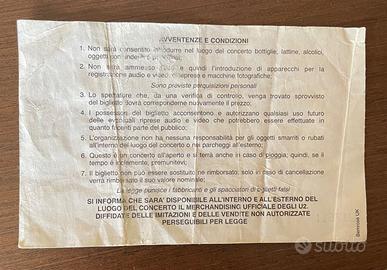 AVVERTENZE E CONDIZIONI
1. Non sarà consentito introdurre nel luogo del concerto bottiglie, lattine, alcolici,
oggetti contundenti e
2. Non sarà ammesso e quindi l'introduzione di apparecchi per la
registrazione audio e video, riprese e macchine fotografiche;
Sono previste perquisizioni personali
3. Lo spettatore che, da una verifica di controllo, venga trovato sprovvisto
del biglietto dovrà corrispondere nuovamente il prezzo;
4. I possessori del biglietto acconsentono e autorizzano qualsiasi uso futuro
delle eventuali riprese audio e video che potrebbero essere effettuate in
quanto facenti parte del pubblico;
5. L'organizzazione non ha nessuna responsabilità per gli oggetti smarriti o rubati
all'interno del luogo del concerto o nei parcheggi all'esterno;
6. Questo è un concerto all'aperto e si terrà anche in caso di pioggia; quindi, se il
tempo è incerto, premunitevi;
7. Il biglietto non può essere sostituito ne rimborsato, solo in caso di cancellazione
verrà rimborsato il suo valore nominale;
La legge punisce i fabbricanti e gli spacciatori di biglietti falsi
SI INFORMA CHE SARA' DISPONIBILE ALL'INTERNO E ALL'ESTERNO DEL
LUOGO DEL CONCERTO IL MERCHANDISING UFFICIALE DEGLI U2.
DIFFIDATE DELLE IMITAZIONI E DELLE VENDITE NON AUTORIZZATE
PERSEGUIBILI PER LEGGE
Bemrose UK
subito